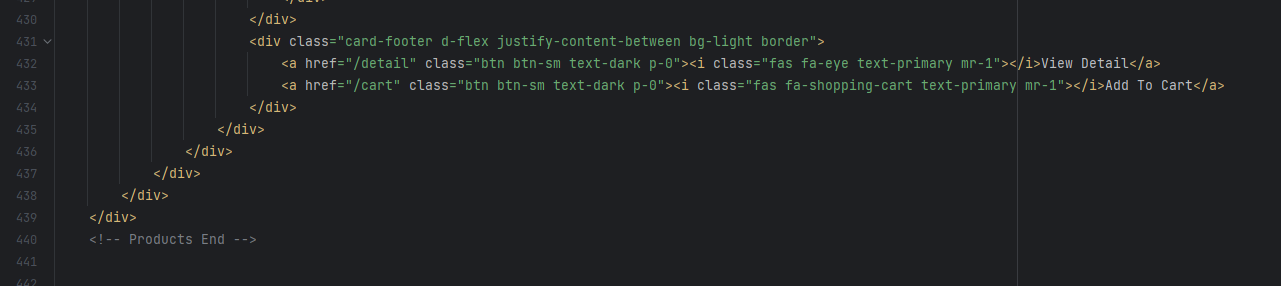 430 </div>
431 <div class="card-footer d-flex justify-content-between bg-light border">
432 <a href="/detail" class="btn btn-sm text-dark p-0"><i class="fas fa-eye text-primary mr-1"></i>View Detail</a>
433 <a href="/cart" class="btn btn-sm text-dark p-0"><i class="fas fa-shopping-cart text-primary mr-1"></i>Add To Cart</a>
434 </div>
435 </div>
436 </div>
437 </div>
438 </div>
439 </div>
440 <!-- Products End -->
441
442